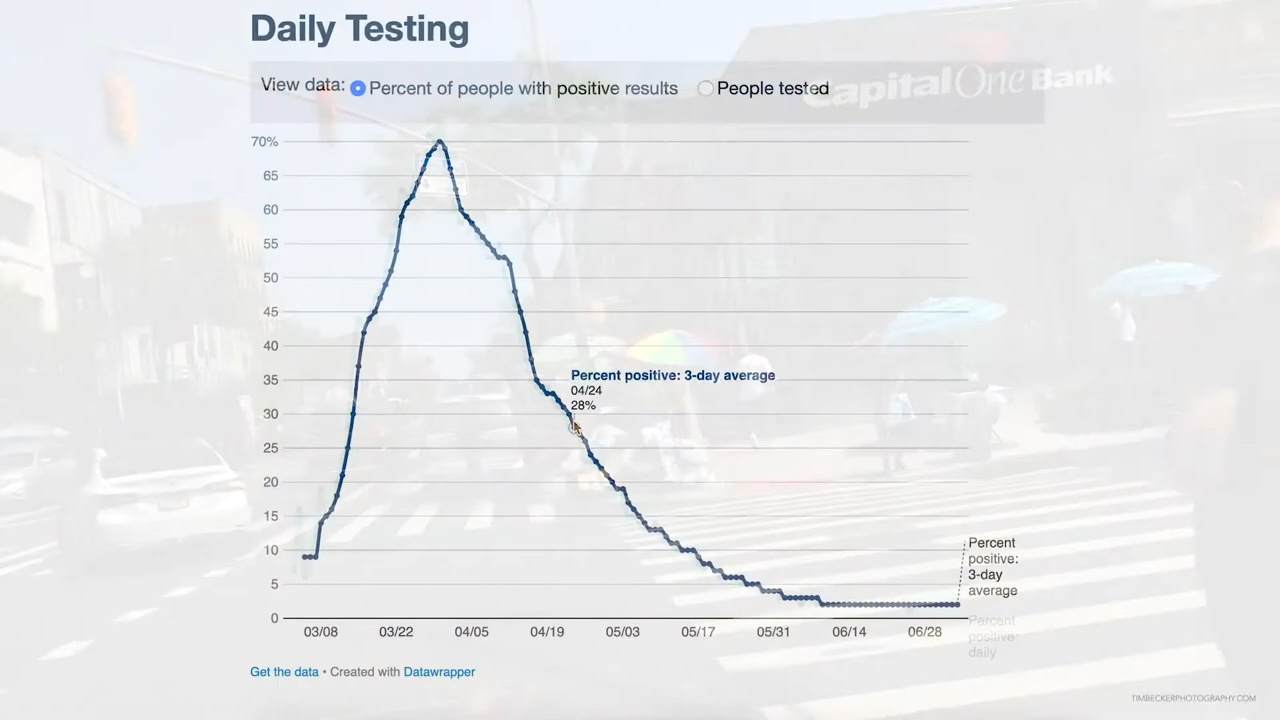 Daily Testing
View data: Percent of people with positive results People tested
Capital One Bank
70%
65
60
55
50
45
40
35
30
25
20
15
10
5
0
Percent positive: 3-day average
04/24
28%
Percent
positive:
3-day
average
Percent
positive:
daily
03/08 03/22 04/05 04/19 05/03 05/17 05/31 06/14 06/28
Get the data • Created with Datawrapper
TIMBECKERPHOTOGRAPHY.COM